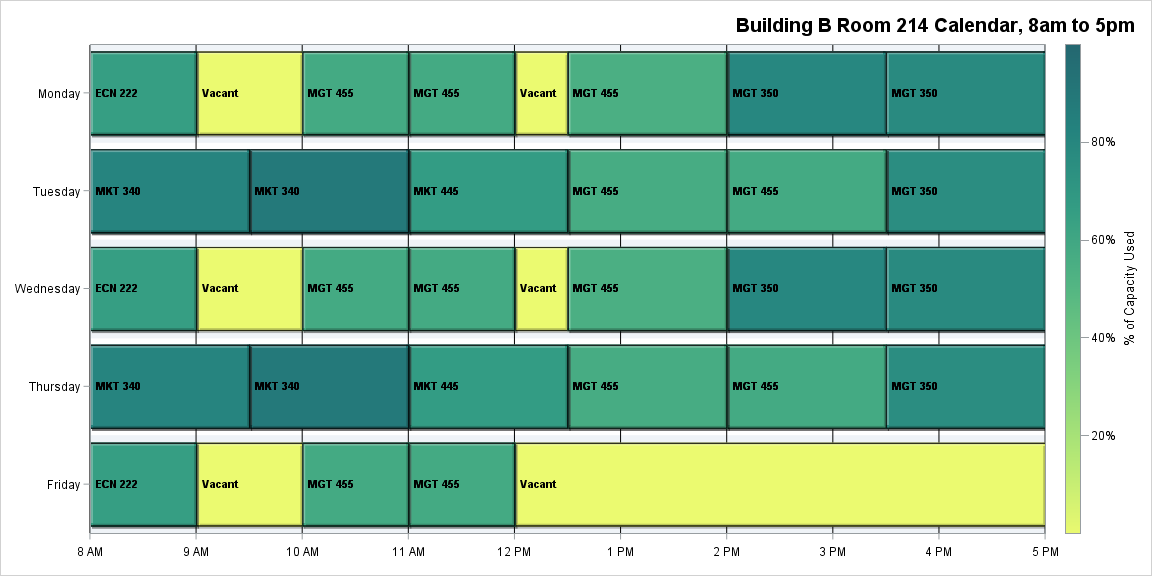 Building B Room 214 Calendar, 8am to 5pm
Monday ECN 222 Vacant MGT 455 MGT 455 Vacant MGT 455 MGT 350 MGT 350
Tuesday MKT 340 MKT 340 MKT 445 MGT 455 MGT 455 MGT 350
Wednesday ECN 222 Vacant MGT 455 MGT 455 Vacant MGT 455 MGT 350 MGT 350
Thursday MKT 340 MKT 340 MKT 445 MGT 455 MGT 455 MGT 350
Friday ECN 222 Vacant MGT 455 MGT 455 Vacant
8 AM 9 AM 10 AM 11 AM 12 PM 1 PM 2 PM 3 PM 4 PM 5 PM
80%
60%
40%
20%
% of Capacity Used